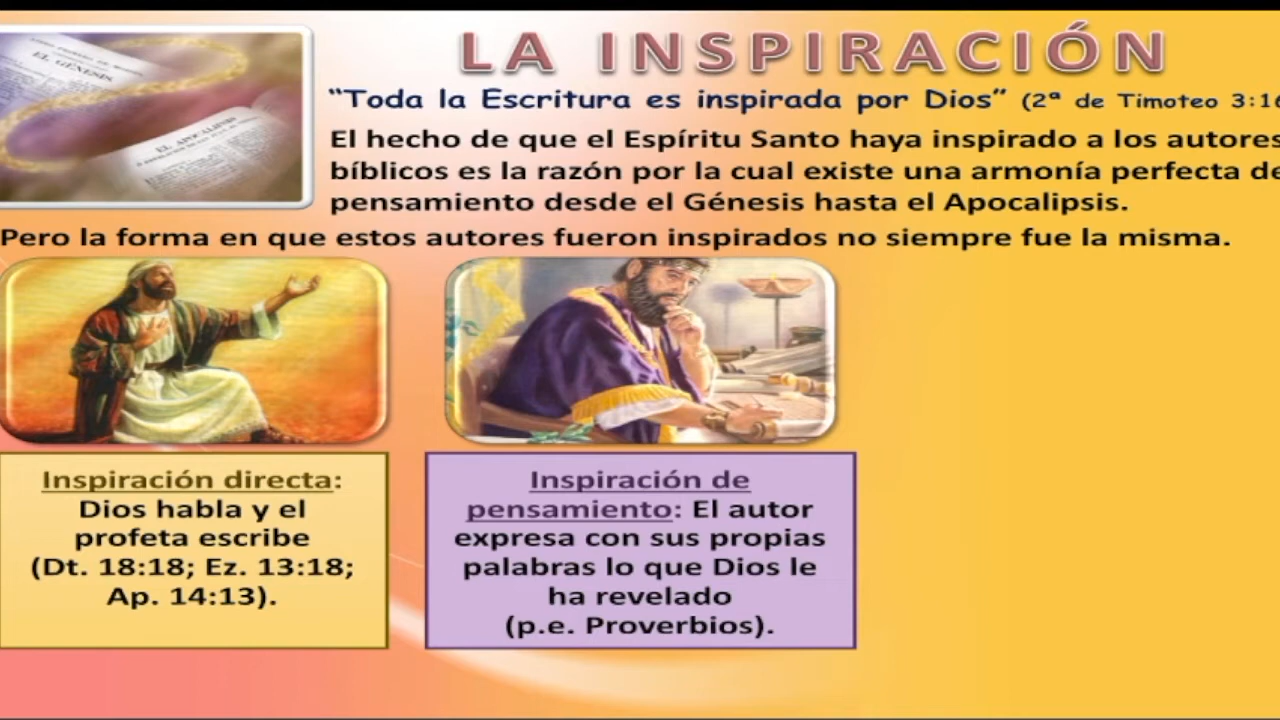 LA INSPIRACIÓN
“Toda la Escritura es inspirada por Dios” (2ª de Timoteo 3:16
El hecho de que el Espíritu Santo haya inspirado a los autores
bíblicos es la razón por la cual existe una armonía perfecta de
pensamiento desde el Génesis hasta el Apocalipsis.
Pero la forma en que estos autores fueron inspirados no siempre fue la misma.
EL GÉNESIS
EL APOCALIPSIS
Inspiración directa:
Dios habla y el
profeta escribe
(Dt. 18:18; Ez. 13:18;
Ap. 14:13).
Inspiración de
pensamiento: El autor
expresa con sus propias
palabras lo que Dios le
ha revelado
(p.e. Proverbios).